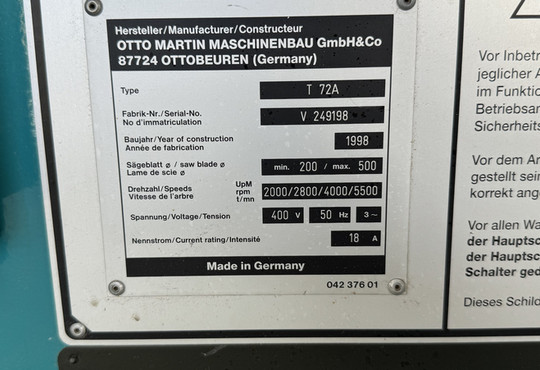 Hersteller/Manufacturer/Constructeur
OTTO MARTIN MASCHINENBAU GmbH&Co
87724 OTTOBEUREN (Germany)
Type T 72A
Fabrik-Nr./Serial-No. V 249198
No d'immatriculation
Baujahr/Year of construction 1998
Année de fabrication
Sägeblatt ø / saw blade ø min. 200 / max. 500
Lame de scie ø
Drehzahl/Speeds UpM
Vitesse de l'arbre rpm 2000/2800/4000/5500
t/mn
Spannung/Voltage/Tension 400 V 50 Hz 3~
Nennstrom/Current rating/Intensité 18 A
Made in Germany
042 376 01
Vor Inbetr
jeglicher A
im Funktio
Betriebsan
Sicherheits
Vor dem Ar
gestellt sein
korrekt ang
Vor allen Wa
der Hauptsc
der Hauptsc
Schalter ged
Dieses Schild